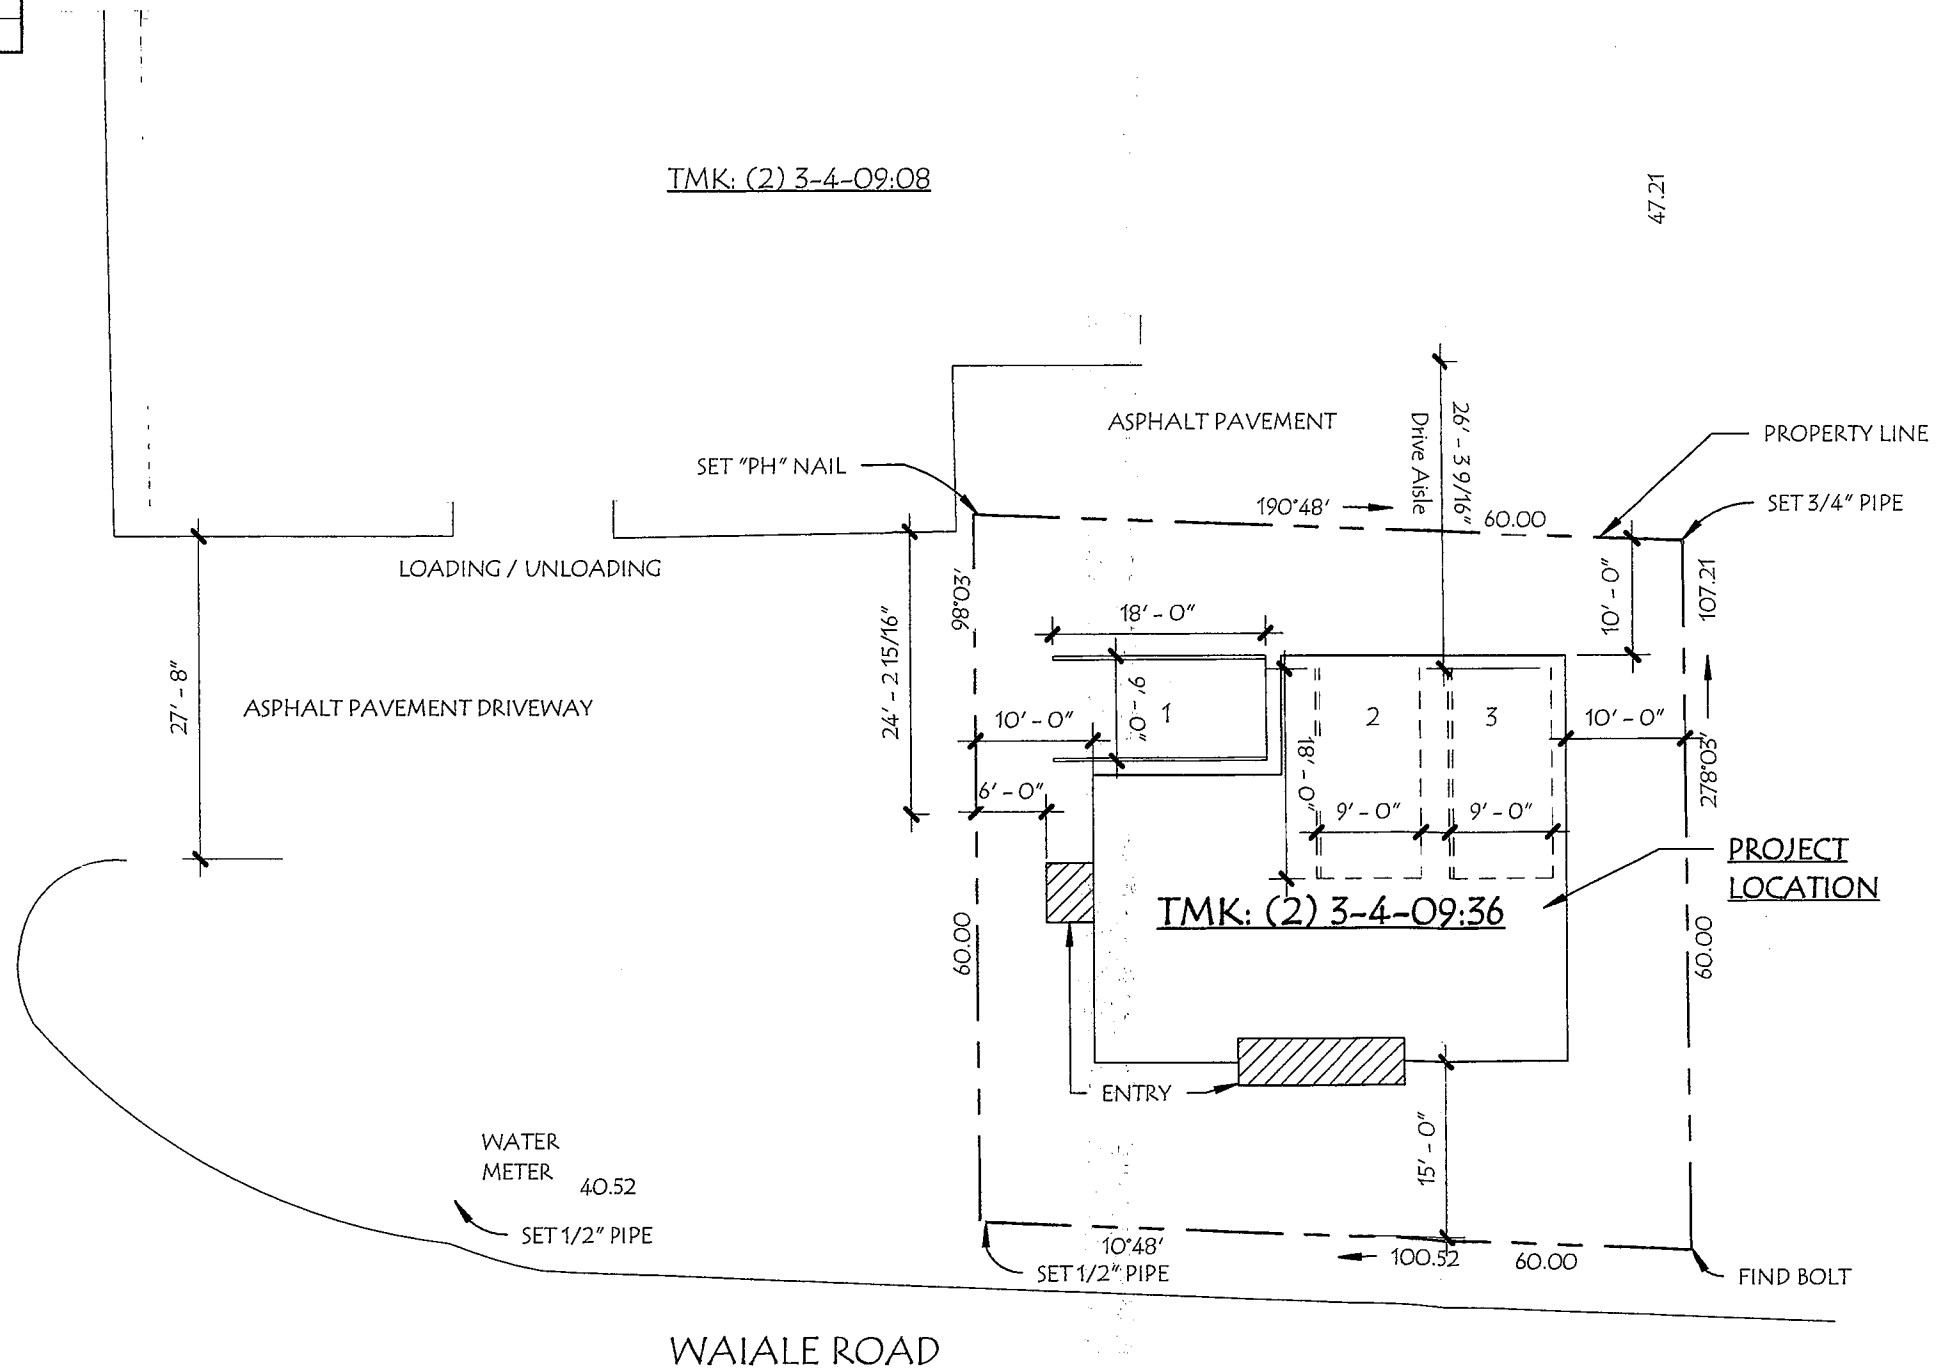 TMK: (2) 3-4-09:08
47.21
ASPHALT PAVEMENT
Drive Aisle
26' - 3 9/16"
PROPERTY LINE
SET "PH" NAIL
190°48'
60.00
SET 3/4" PIPE
LOADING / UNLOADING
98°03'
18' - 0"
10' - 0"
107.21
27' - 8"
24' - 2 15/16"
ASPHALT PAVEMENT DRIVEWAY
10' - 0"
9' - 0"
1
2
3
10' - 0"
278°03'
6' - 0"
18' - 0"
9' - 0"
9' - 0"
PROJECT
LOCATION
TMK: (2) 3-4-09:36
60.00
60.00
ENTRY
15' - 0"
WATER
METER
40.52
SET 1/2" PIPE
10°48'
SET 1/2" PIPE
100.52
60.00
FIND BOLT
WAIALE ROAD